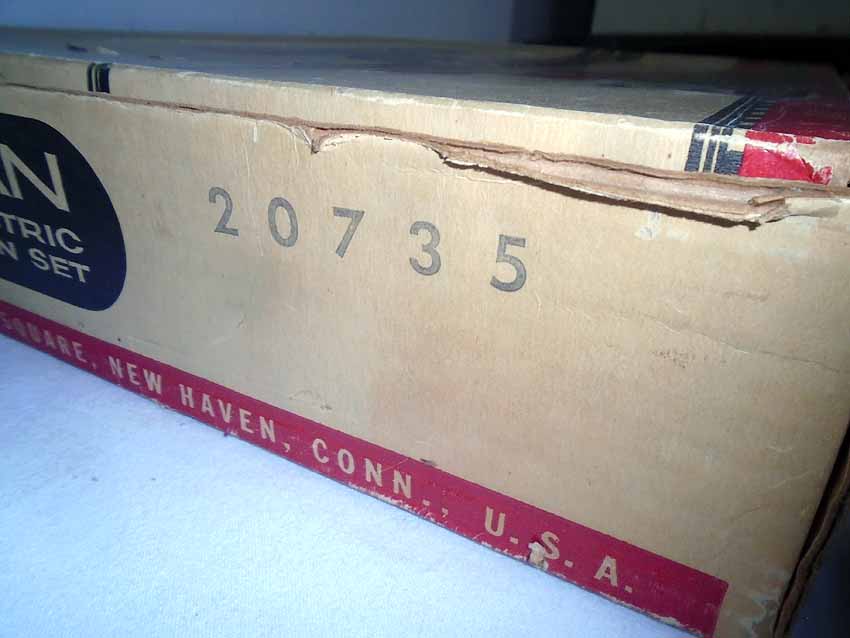 AN
TRIC
N SET
20735
SQUARE, NEW HAVEN, CONN., U.S.A.